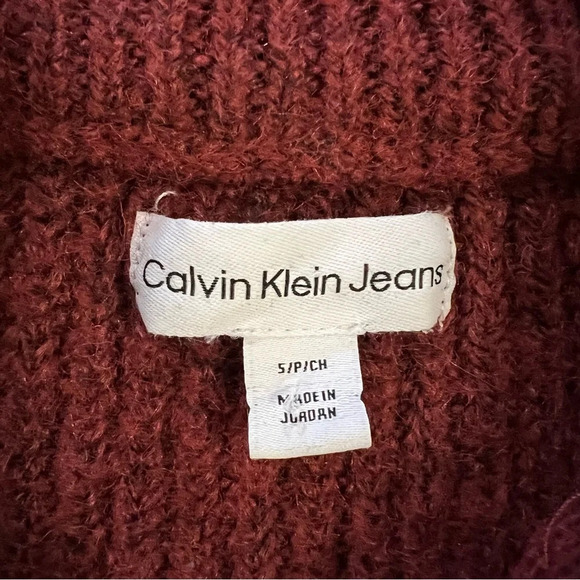 Calvin Klein Jeans
S/P/CH
MADE IN
JORDAN